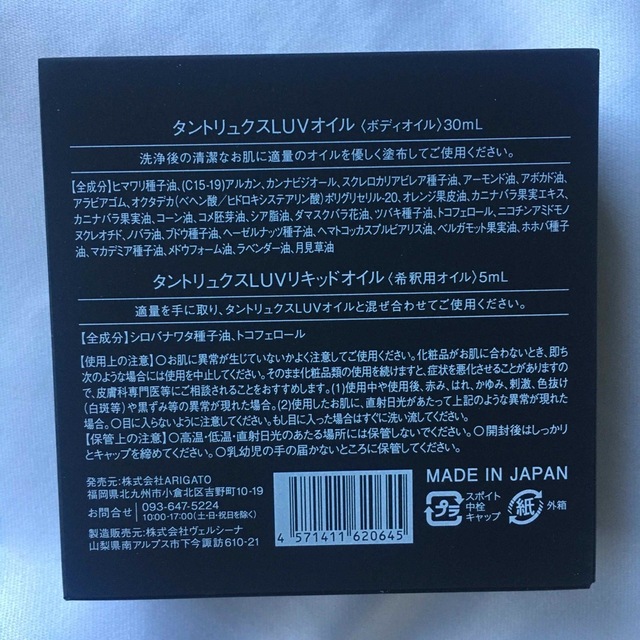 タントリュクスLUVオイル〈ボディオイル〉30mL
洗浄後の清潔なお肌に適量のオイルを優しく塗布してご使用ください。
【全成分】ヒマワリ種子油、(C15-19)アルカン、カンナビジオール、スクレロカリアビレア種子油、アーモンド油、アボカド油、
アラビアゴム、オクタデカ(ベヘン酸/ヒドロキシステアリン酸)ポリグリセリル-20、オレンジ果皮油、カニナバラ果実エキス、
カニナバラ果実油、コーン油、コメ胚芽油、シア脂油、ダマスクバラ花油、ツバキ種子油、トコフェロール、ニコチンアミドモノ
ヌクレオチド、ノバラ油、ブドウ種子油、ヘーゼルナッツ種子油、ヘマトコッカスプルビアリス油、ベルガモット果実油、ホホバ種子
油、マカデミア種子油、メドウフォーム油、ラベンダー油、月見草油
タントリュクスLUVリキッドオイル〈希釈用オイル〉5mL
適量を手に取り、タントリュクスLUVオイルと混ぜ合わせてご使用ください。
【全成分】シロバナワタ種子油、トコフェロール
【使用上の注意】○お肌に異常が生じていないかよく注意してご使用ください。化粧品がお肌に合わないとき、即ち
次のような場合には使用を中止してください。そのまま化粧品類の使用を続けますと、症状を悪化させることがありますの
で、皮膚科専門医等にご相談されることをおすすめします。(1)使用中や使用後、赤み、はれ、かゆみ、刺激、色抜け
(白斑等)や黒ずみ等の異常が現れた場合。(2)使用したお肌に、直射日光があたって上記のような異常が現れた
場合。○目に入らないように注意してください。もし目に入った場合はすぐに洗い流してください。
【保管上の注意】○高温・低温・直射日光のあたる場所には保管しないでください。○開封後はしっかり
とキャップを締めてください。○乳幼児の手の届かないところに保管してください。
発売元:株式会社ARIGATO
福岡県北九州市小倉北区吉野町10-19
お問合せ 093-647-5224
10:00-17:00(土・日・祝日を除く)
製造販売元:株式会社ヴェルシーナ
山梨県南アルプス市下今諏訪610-21
4 571411 620645
MADE IN JAPAN
プラ
スポイト
中栓
キャップ
紙
外箱